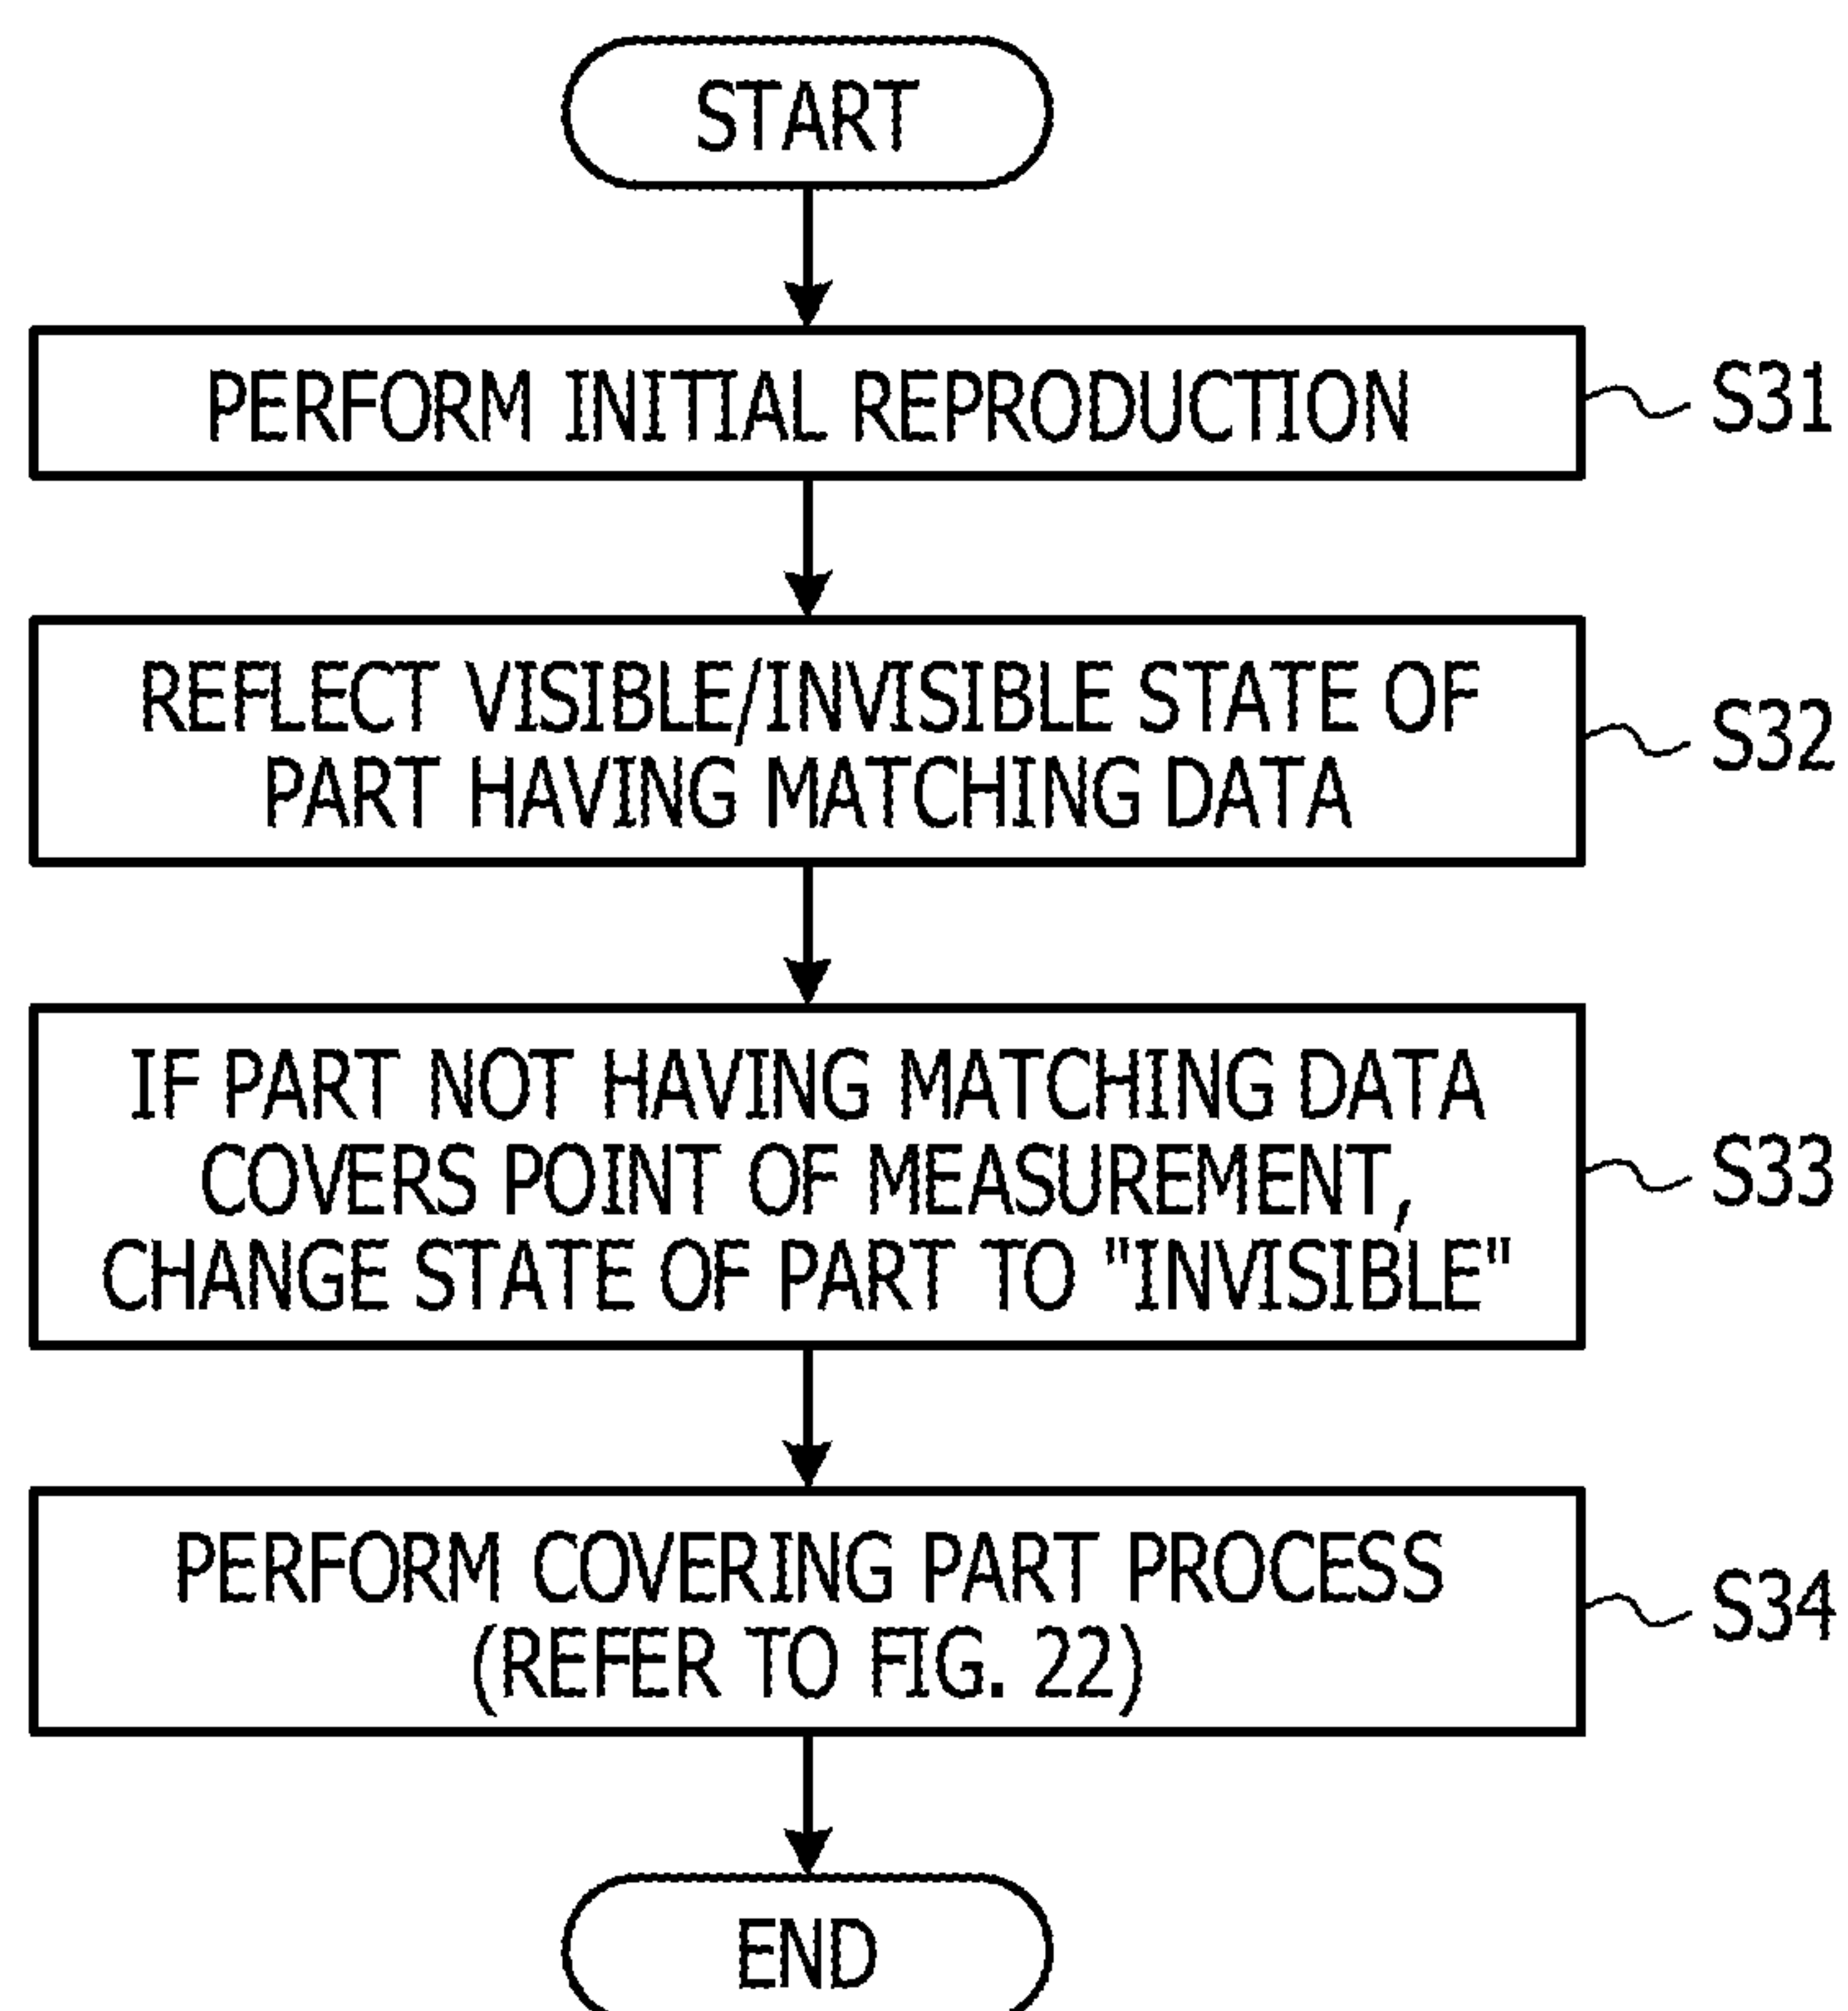 START
PERFORM INITIAL REPRODUCTION
S31
REFLECT VISIBLE/INVISIBLE STATE OF
PART HAVING MATCHING DATA
S32
IF PART NOT HAVING MATCHING DATA
COVERS POINT OF MEASUREMENT,
CHANGE STATE OF PART TO "INVISIBLE"
S33
PERFORM COVERING PART PROCESS
(REFER TO FIG. 22)
S34
END